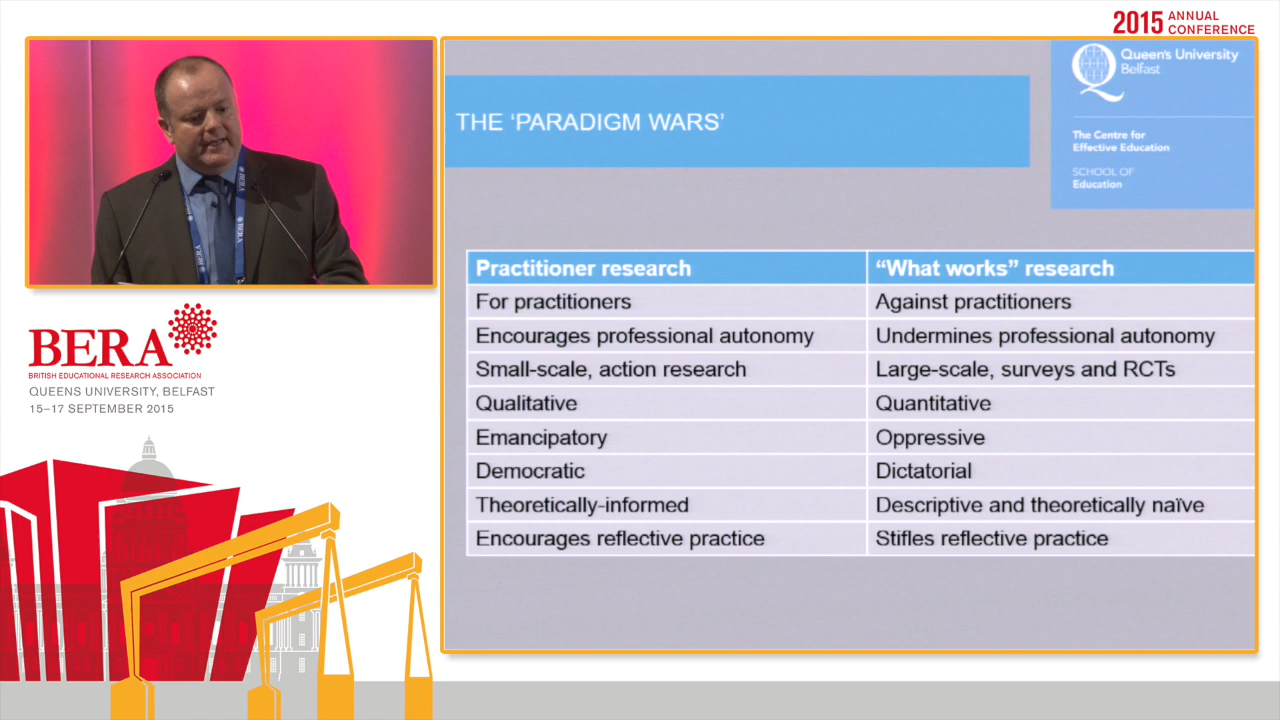 2015 ANNUAL
CONFERENCE
Queen's University
Belfast
The Centre for
Effective Education
SCHOOL OF
Education
THE ‘PARADIGM WARS’
Practitioner research
“What works” research
For practitioners
Against practitioners
Encourages professional autonomy
Undermines professional autonomy
Small-scale, action research
Large-scale, surveys and RCTs
Qualitative
Quantitative
Emancipatory
Oppressive
Democratic
Dictatorial
Theoretically-informed
Descriptive and theoretically naïve
Encourages reflective practice
Stifles reflective practice
BERA
BERA
BERA
BRITISH EDUCATIONAL RESEARCH ASSOCIATION
QUEENS UNIVERSITY, BELFAST
15–17 SEPTEMBER 2015